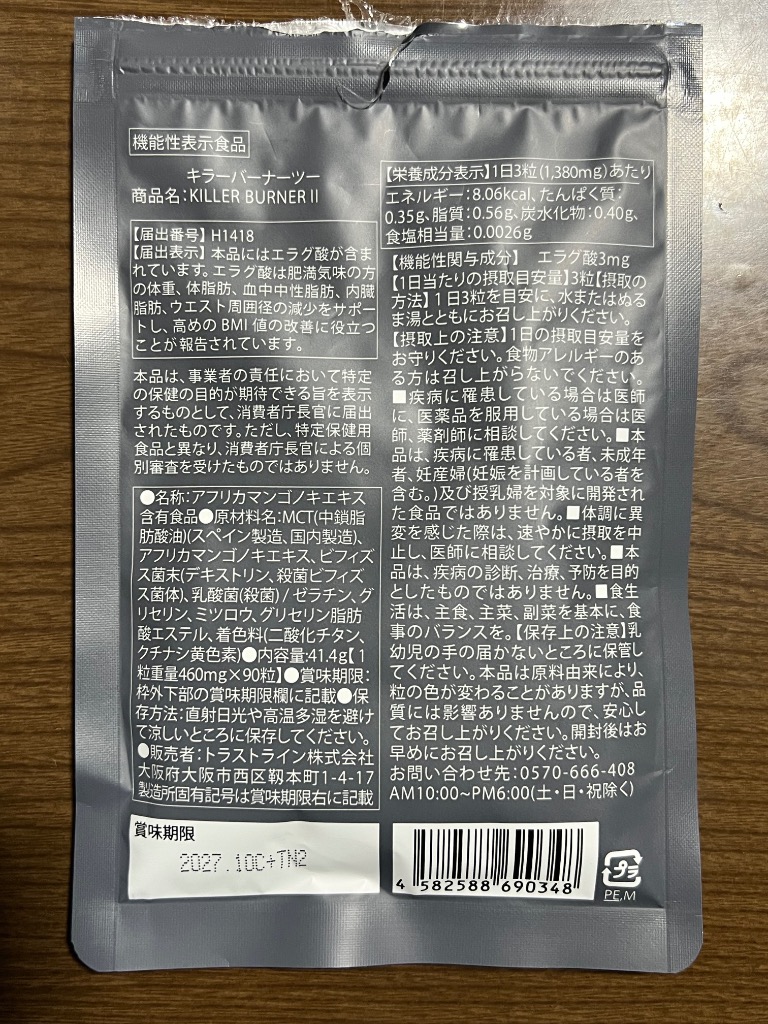 機能性表示食品
キラーバーナーツー
商品名:KILLER BURNER II
【届出番号】H1418
【届出表示】本品にはエラグ酸が含ま
れています。エラグ酸は肥満気味の方
の体重、体脂肪、血中中性脂肪、内臓
脂肪、ウエスト周囲径の減少をサポー
トし、高めのBMI値の改善に役立つ
ことが報告されています。
本品は、事業者の責任において特定
の保健の目的が期待できる旨を表示
するものとして、消費者庁長官に届出
されたものです。ただし、特定保健用
食品と異なり、消費者庁長官による個
別審査を受けたものではありません。
●名称:アフリカマンゴノキエキス
含有食品●原材料名:MCT(中鎖脂
肪酸油)(スペイン製造、国内製造)、
アフリカマンゴノキエキス、ビフィズ
ス菌末(デキストリン、殺菌ビフィズ
ス菌体)、乳酸菌(殺菌)/ゼラチン、グ
リセリン、ミツロウ、グリセリン脂肪
酸エステル、着色料(二酸化チタン、
クチナシ黄色素)●内容量:41.4g【1
粒重量460mg×90粒】●賞味期限:
枠外下部の賞味期限欄に記載●保
存方法:直射日光や高温多湿を避け
て涼しいところに保存してください。
●販売者:トラストライン株式会社
大阪府大阪市西区靱本町1-4-17
製造所固有記号は賞味期限右に記載
賞味期限
2027.10C+TN2
【栄養成分表示】1日3粒(1,380mg)あたり
エネルギー:8.06kcal、たんぱく質:
0.35g、脂質:0.56g、炭水化物:0.40g、
食塩相当量:0.0026g
【機能性関与成分】 エラグ酸3mg
【1日当たりの摂取目安量】3粒【摂取の
方法】1日3粒を目安に、水またはぬる
ま湯とともにお召し上がりください。
【摂取上の注意】1日の摂取目安量を
お守りください。食物アレルギーのあ
る方は召し上がらないでください。
■疾病に罹患している場合は医師
に、医薬品を服用している場合は医
師、薬剤師に相談してください。■本
品は、疾病に罹患している者、未成年
者、妊産婦(妊娠を計画している者を
含む。)及び授乳婦を対象に開発され
た食品ではありません。■体調に異
変を感じた際は、速やかに摂取を中
止し、医師に相談してください。■本
品は、疾病の診断、治療、予防を目的
としたものではありません。■食生
活は、主食、主菜、副菜を基本に、食
事のバランスを。【保存上の注意】乳
幼児の手の届かないところに保管し
てください。本品は原料由来により、
粒の色が変わることがありますが、品
質には影響ありませんので、安心し
てお召し上がりください。開封後はお
早めにお召し上がりください。
お問い合わせ先:0570-666-408
AM10:00~PM6:00(土・日・祝除く)
4 582588 690348
プラ
PE,M